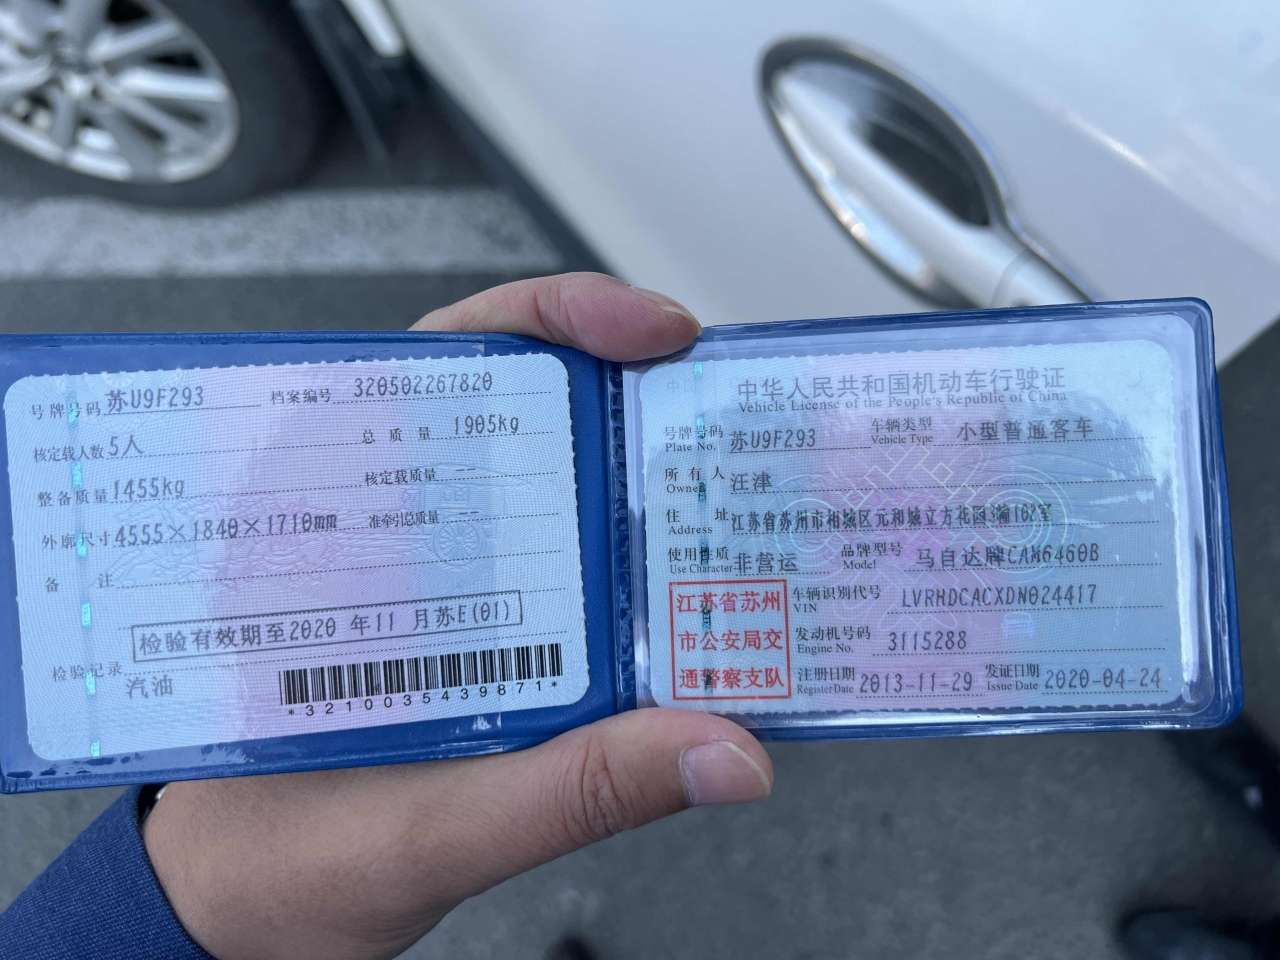 号牌号码 苏U9F293 档案编号 320502267820
核定载人数 5人 总质量 1905kg
整备质量 1455kg 核定载质量 --
外廓尺寸 4555×1840×1710mm 准牵引总质量 --
备注
检验有效期至2020 年11 月苏E(01)
检验记录
汽油
*3210035439871*
中华人民共和国机动车行驶证
Vehicle License of the People's Republic of China
号牌号码 苏U9F293 车辆类型 小型普通客车
Plate No. Vehicle Type
所有人 汪津
Owner
住址 江苏省苏州市相城区元和城立方花园3幢102室
Address
使用性质 非营运 品牌型号 马自达牌CAM6460B
Use Character Model
江苏省苏州
市公安局交
通警察支队
车辆识别代号 LVRHDCACXDN024417
VIN
发动机号码 3115288
Engine No.
注册日期 2013-11-29 发证日期 2020-04-24
Register Date Issue Date